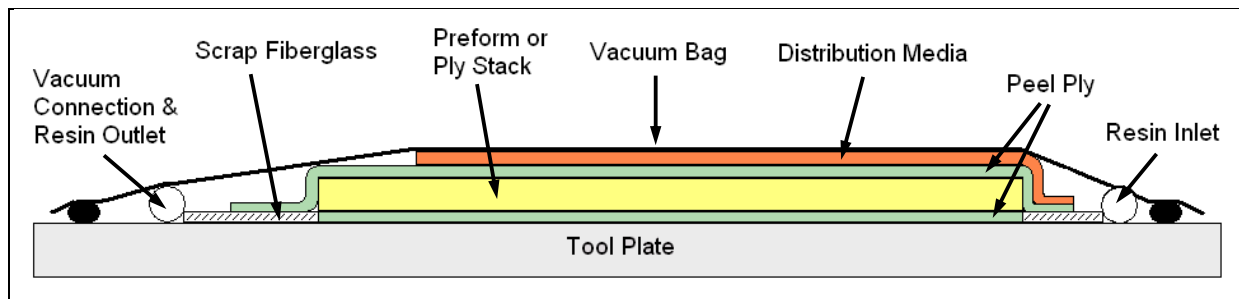 Scrap Fiberglass
Preform or
Ply Stack
Vacuum Bag
Distribution Media
Peel Ply
Vacuum
Connection &
Resin Outlet
Resin Inlet
Tool Plate